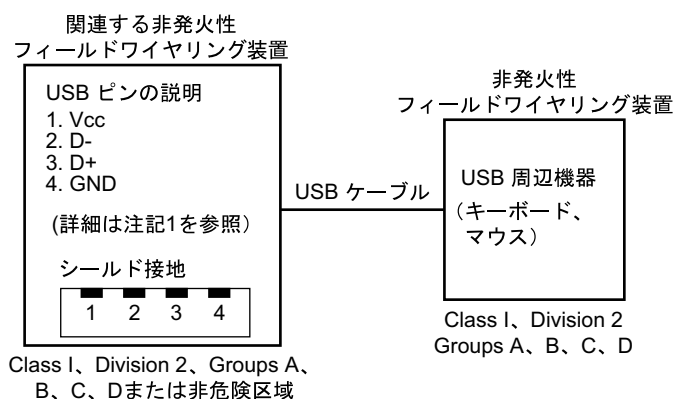 関連する非発火性
フィールドワイヤリング装置
USB ピンの説明
1. Vcc
2. D-
3. D+
4. GND
(詳細は注記1を参照）
シールド接地
1 2 3 4
Class I、Division 2、Groups A、
B、C、Dまたは非危険区域
USB ケーブル
非発火性
フィールドワイヤリング装置
USB 周辺機器
（キーボード、
マウス）
Class I、Division 2
Groups A、B、C、D